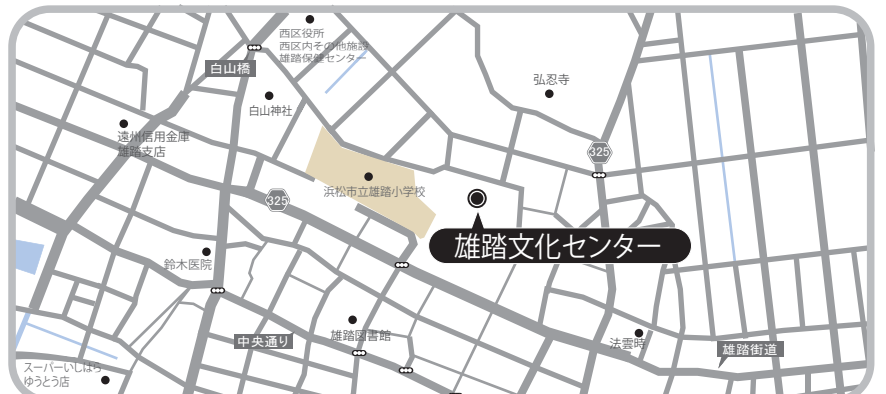 西区役所
西区内その他施設
雄踏保健センター
白山橋
弘忍寺
白山神社
遠州信用金庫
雄踏支店
325
浜松市立雄踏小学校
325
雄踏文化センター
鈴木医院
中央通り
雄踏図書館
法雲時
雄踏街道
スーパーいしはら
ゆうとう店